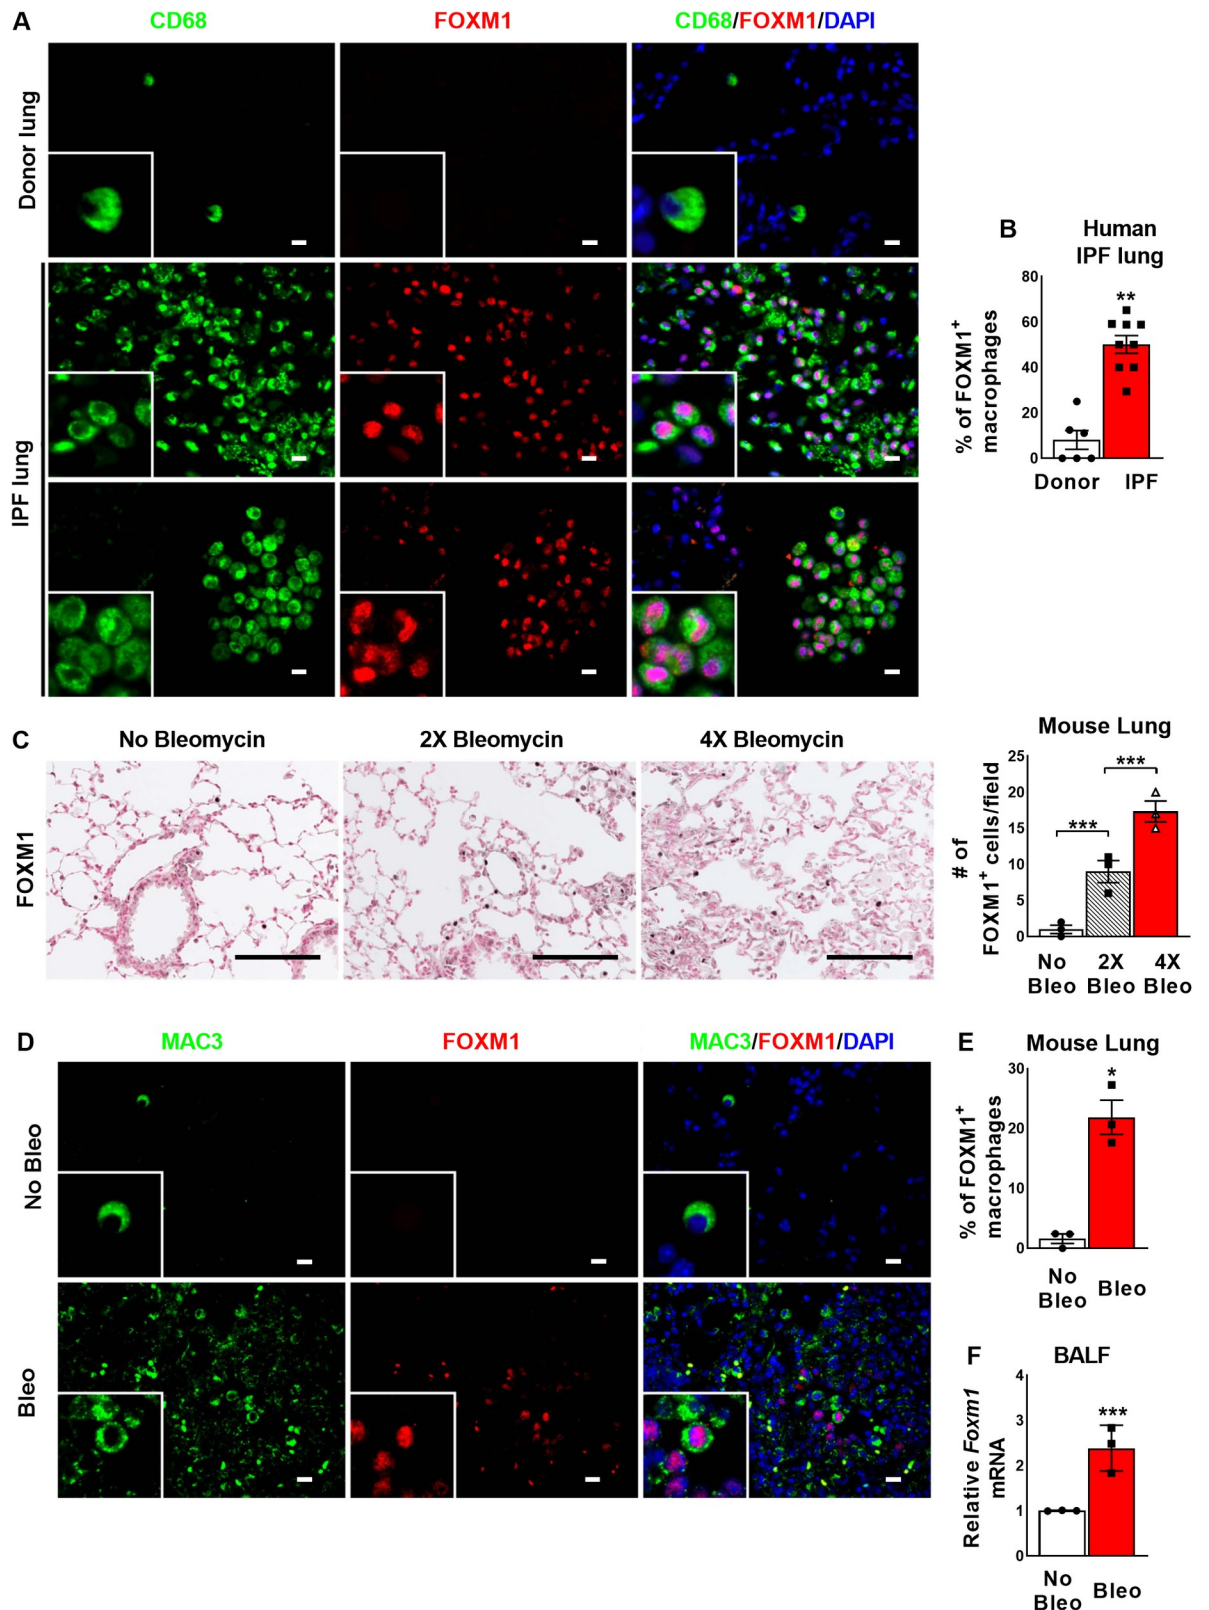 A
CD68
FOXM1
CD68/FOXM1/DAPI
Donor lung
IPF lung
B
Human
IPF lung
% of FOXM1⁺
macrophages
80
60
40
20
0
**
Donor
IPF
C
No Bleomycin
2X Bleomycin
4X Bleomycin
FOXM1
Mouse Lung
# of
FOXM1⁺ cells/field
25
20
15
10
5
0
***
***
No
Bleo
2X
Bleo
4X
Bleo
D
MAC3
FOXM1
MAC3/FOXM1/DAPI
No Bleo
Bleo
E
Mouse Lung
% of FOXM1⁺
macrophages
30
20
10
0
*
No
Bleo
Bleo
F
BALF
Relative Foxm1
mRNA
4
3
2
1
0
***
No
Bleo
Bleo